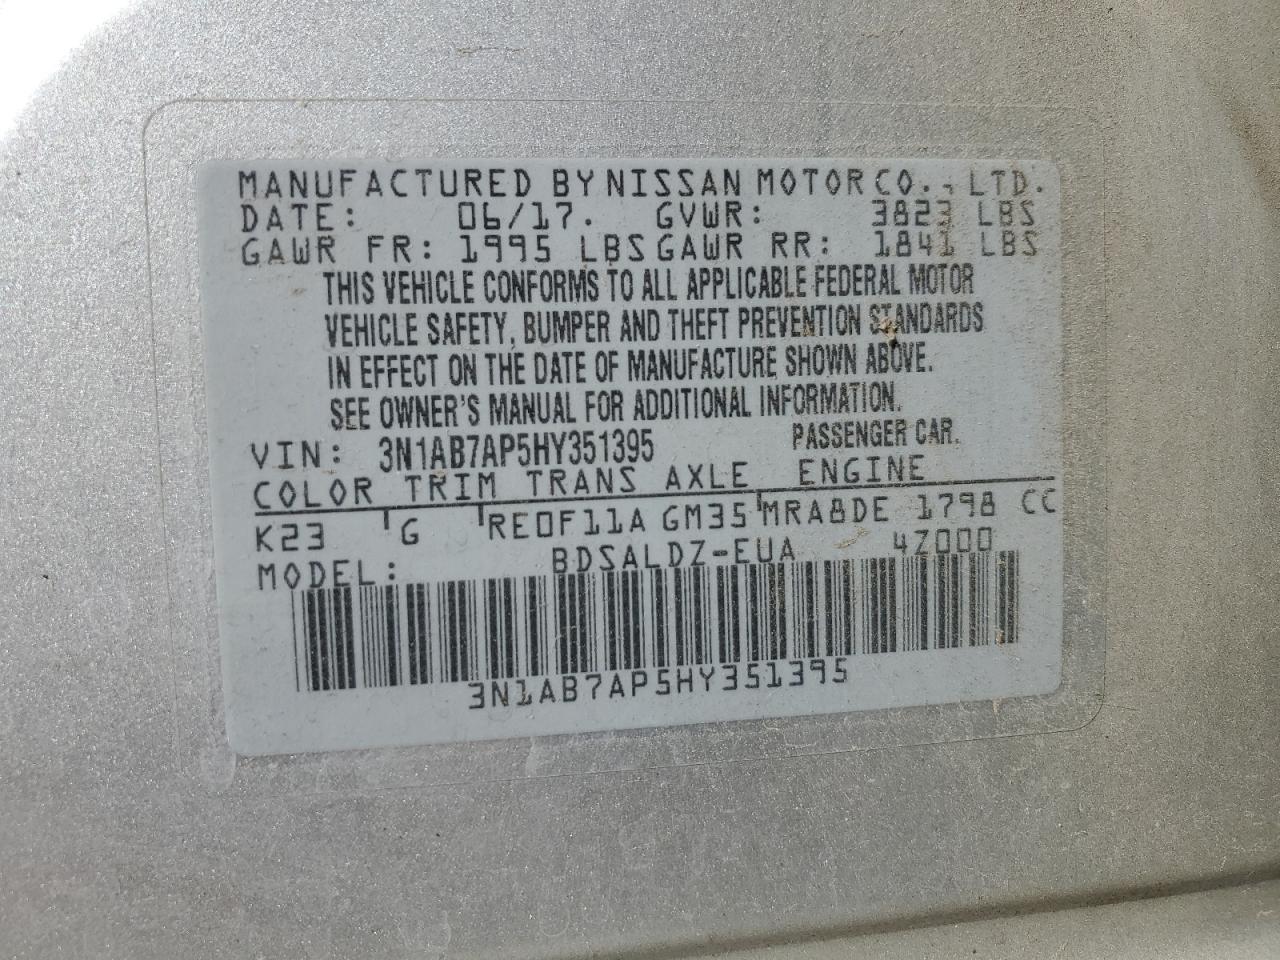 MANUFACTURED BY NISSAN MOTOR CO., LTD.
DATE: 06/17. GVWR: 3823 LBS
GAWR FR: 1995 LBS GAWR RR: 1841 LBS
THIS VEHICLE CONFORMS TO ALL APPLICABLE FEDERAL MOTOR
VEHICLE SAFETY, BUMPER AND THEFT PREVENTION STANDARDS
IN EFFECT ON THE DATE OF MANUFACTURE SHOWN ABOVE.
SEE OWNER'S MANUAL FOR ADDITIONAL INFORMATION.
VIN: 3N1AB7AP5HY351395 PASSENGER CAR.
COLOR TRIM TRANS AXLE ENGINE
K23 G RE0F11A GM35 MRA8DE 1798 CC
MODEL: BDSALDZ-EUA 4Z000
3N1AB7AP5HY351395